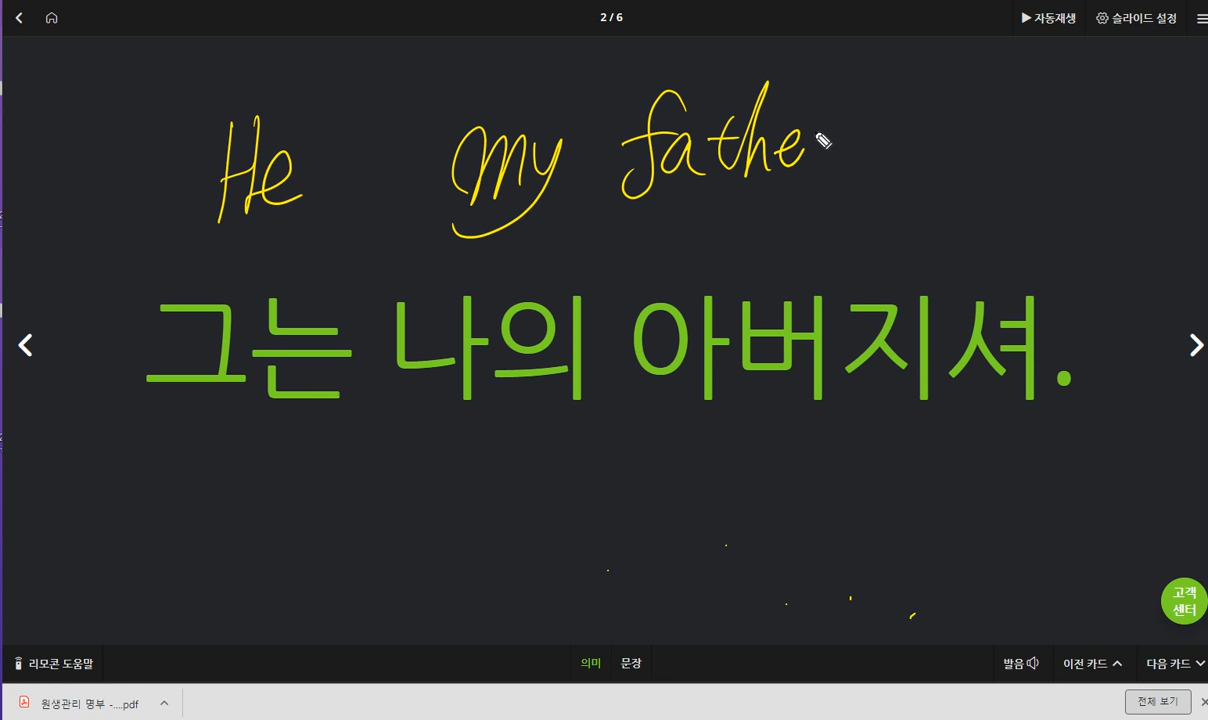 2 / 6
자동재생
슬라이드 설정
He my fathe
그는 나의 아버지셔.
고객
센터
리모콘 도움말
의미
문장
발음
이전 카드
다음 카드
원생관리 명부 -....pdf
전체 보기